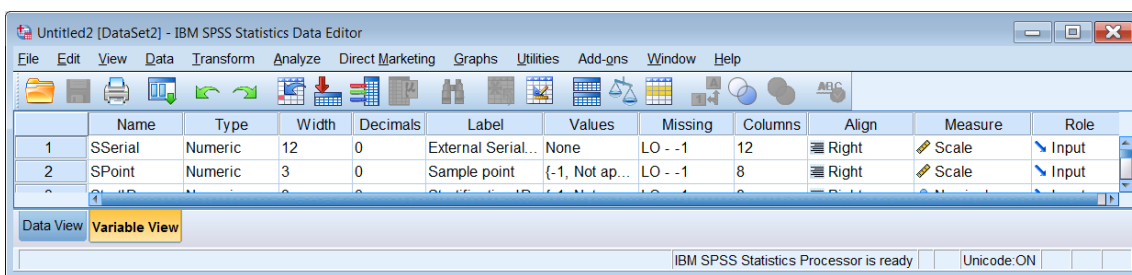 Untitled2 [DataSet2] - IBM SPSS Statistics Data Editor
File Edit View Data Transform Analyze Direct Marketing Graphs Utilities Add-ons Window Help
Name Type Width Decimals Label Values Missing Columns Align Measure Role
1 SSerial Numeric 12 0 External Serial... None LO - -1 12 Right Scale Input
2 SPoint Numeric 3 0 Sample point {-1, Not ap... LO - -1 8 Right Scale Input
Data View Variable View
IBM SPSS Statistics Processor is ready Unicode:ON